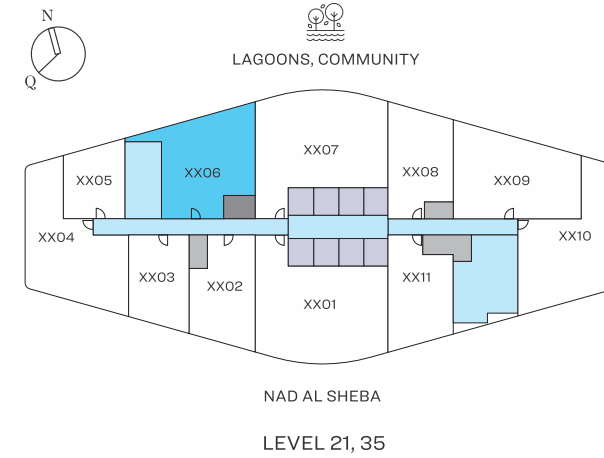 N
Q
LAGOONS, COMMUNITY
XX07
XX06
XX08
XX05
XX09
XX04
XX10
XX03
XX11
XX02
XX01
NAD AL SHEBA
LEVEL 21, 35